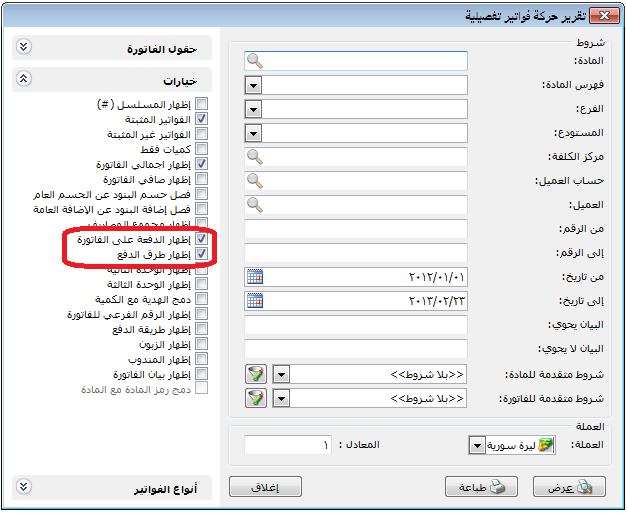 تقرير حركة فواتير تفصيلية
شروط
المادة:
فهرس المادة:
الفرع:
المستودع:
مركز الكلفة:
حساب العميل:
العميل:
من الرقم:
إلى الرقم:
من تاريخ: ٢٠١٢/٠١/٠١
إلى تاريخ: ٢٠١٣/٠٢/٢٣
البيان يحوي:
البيان لا يحوي:
شروط متقدمة للمادة: <<بلا شروط>>
شروط متقدمة للفاتورة: <<بلا شروط>>
العملة
العملة: ليرة سورية المعادل : ١
عرض
طباعة
إغلاق
حقول الفاتورة
خيارات
إظهار المسلسل (#)
الفواتير المثبتة
الفواتير غير المثبتة
كميات فقط
إظهار اجمالي الفاتورة
إظهار صافي الفاتورة
فصل حسم البنود عن الحسم العام
فصل إضافة البنود عن الإضافة العامة
إظهار مجموع المصاريف
إظهار الدفعة على الفاتورة
إظهار طرق الدفع
إظهار الوحدة الثانية
إظهار الوحدة الثالثة
دمج الهدية مع الكمية
إظهار الرقم الفرعي للفاتورة
إظهار طريقة الدفع
إظهار الزبون
إظهار المندوب
إظهار بيان الفاتورة
دمج رمز المادة مع المادة
أنواع الفواتير